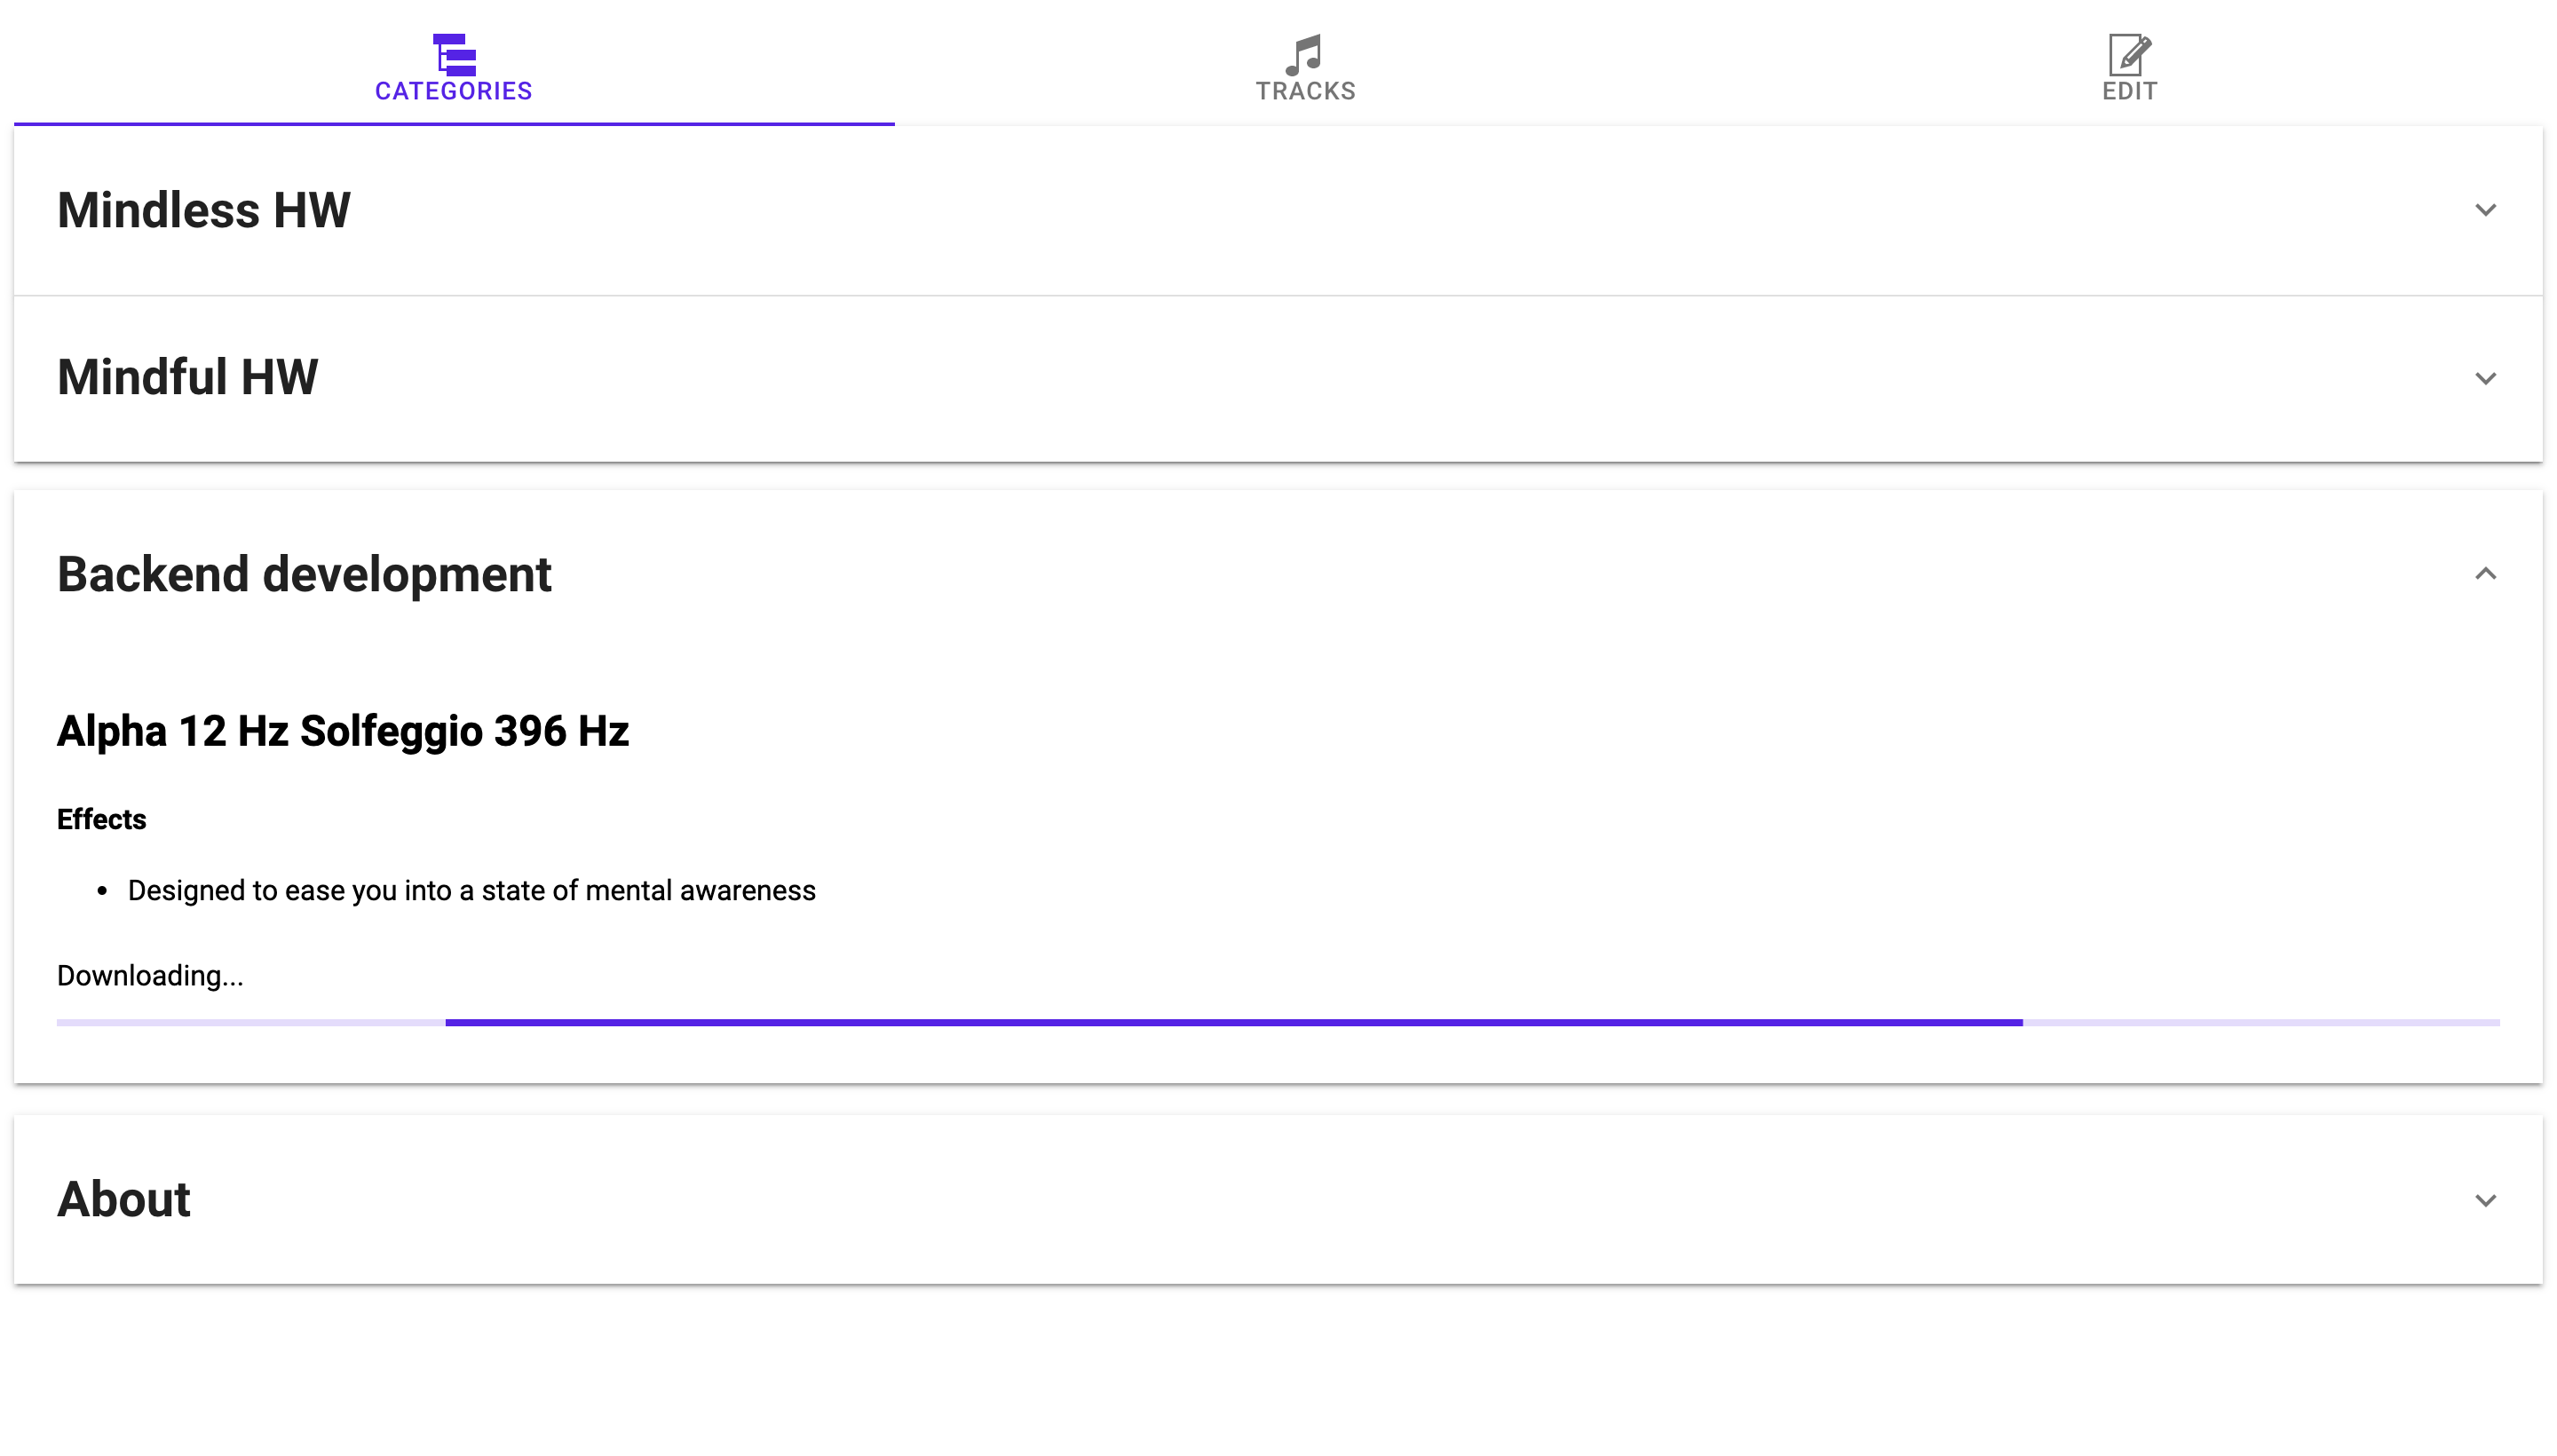 CATEGORIES
TRACKS
EDIT
Mindless HW
Mindful HW
Backend development
Alpha 12 Hz Solfeggio 396 Hz
Effects
• Designed to ease you into a state of mental awareness
Downloading...
About